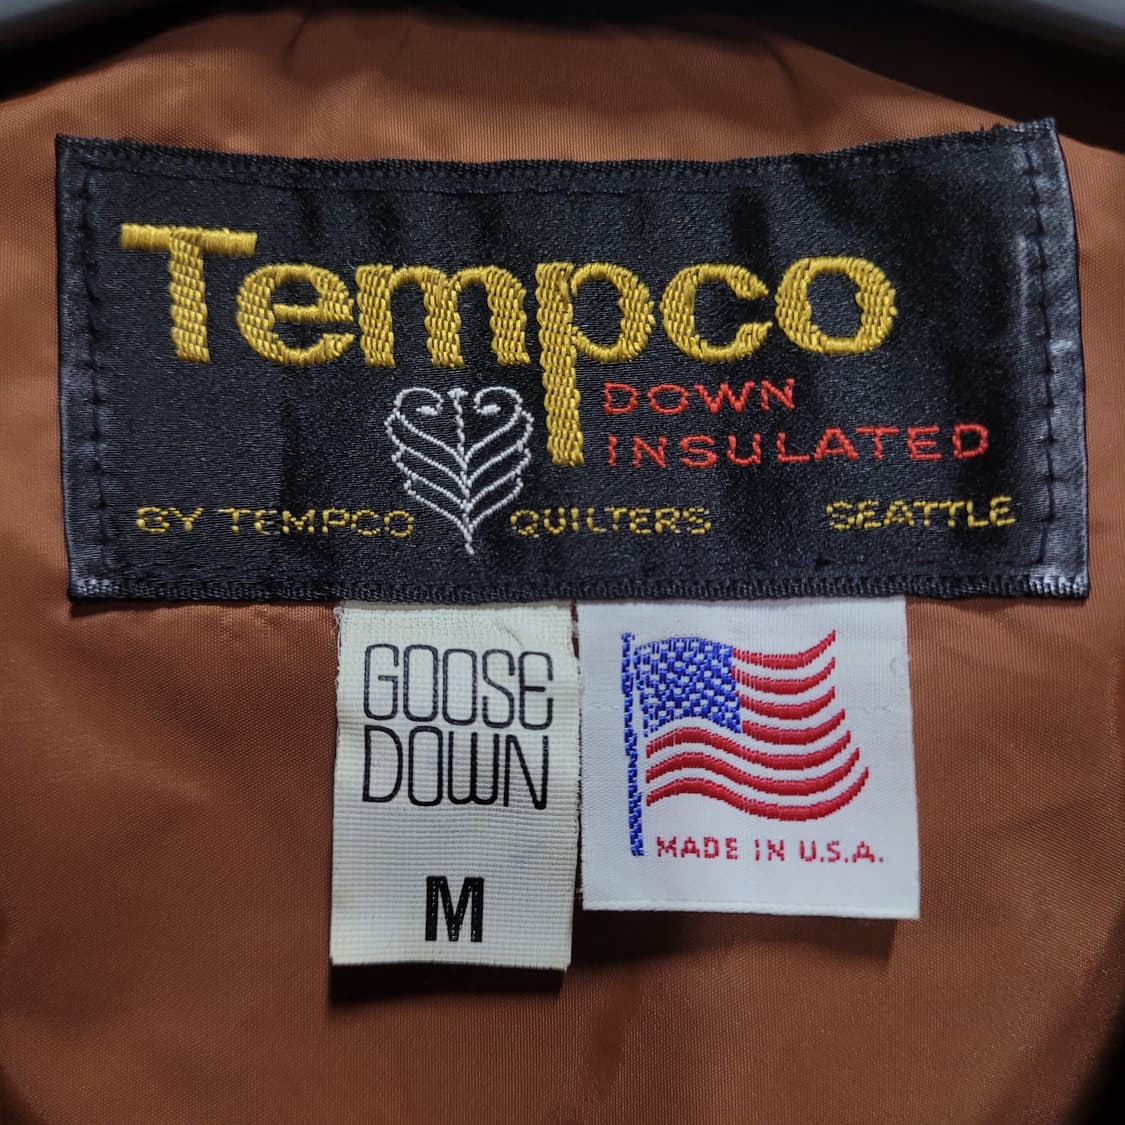 Tempco
DOWN
INSULATED
BY TEMPCO QUILTERS SEATTLE
GOOSE
DOWN
M
MADE IN U.S.A.